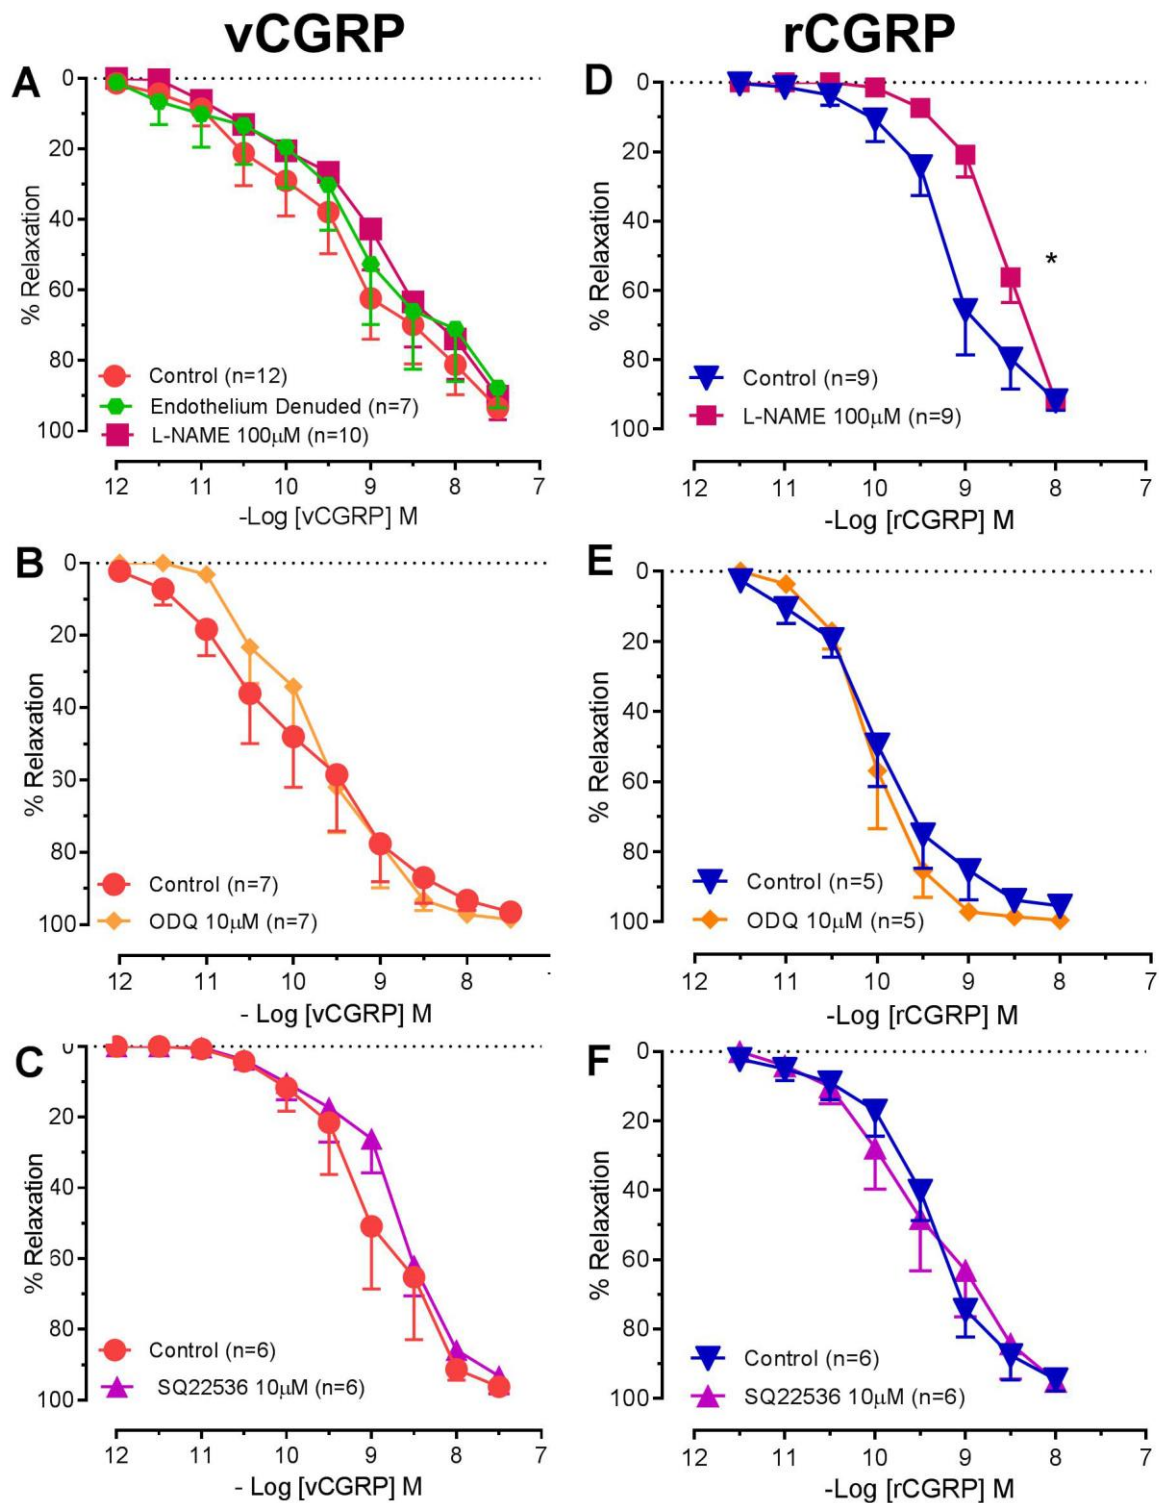 vCGRP
rCGRP
A
0
20
40
60
80
100
% Relaxation
Control (n=12)
Endothelium Denuded (n=7)
L-NAME 100μM (n=10)
12 11 10 9 8 7
-Log [vCGRP] M
D
0
20
40
60
80
100
% Relaxation
*
Control (n=9)
L-NAME 100μM (n=9)
12 11 10 9 8 7
-Log [rCGRP] M
B
0
20
40
60
80
100
% Relaxation
Control (n=7)
ODQ 10μM (n=7)
12 11 10 9 8
- Log [vCGRP] M
E
0
20
40
60
80
100
% Relaxation
Control (n=5)
ODQ 10μM (n=5)
12 11 10 9 8 7
-Log [rCGRP] M
C
0
20
40
60
80
100
% Relaxation
Control (n=6)
SQ22536 10μM (n=6)
12 11 10 9 8 7
- Log [vCGRP] M
F
0
20
40
60
80
100
% Relaxation
Control (n=6)
SQ22536 10μM (n=6)
12 11 10 9 8 7
-Log [rCGRP] M